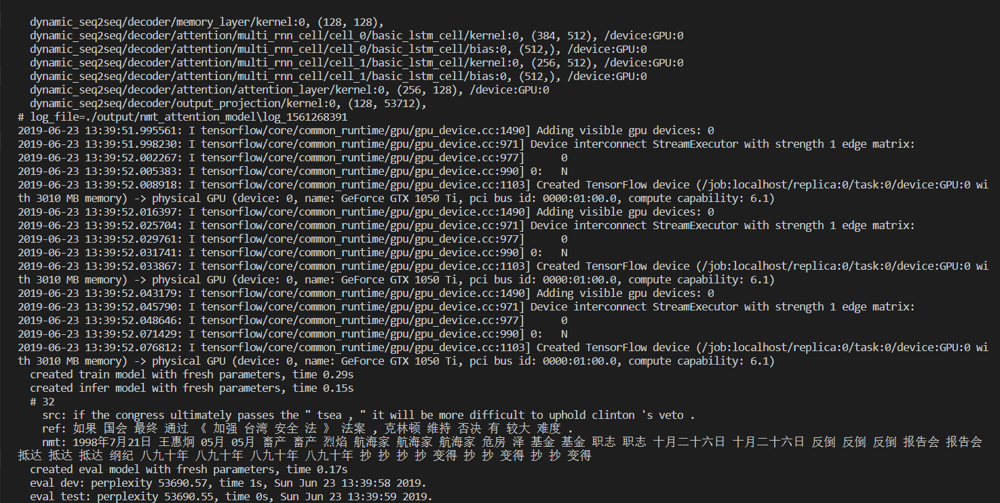 dynamic_seq2seq/decoder/memory_layer/kernel:0, (128, 128),
dynamic_seq2seq/decoder/attention/multi_rnn_cell/cell_0/basic_lstm_cell/kernel:0, (384, 512), /device:GPU:0
dynamic_seq2seq/decoder/attention/multi_rnn_cell/cell_0/basic_lstm_cell/bias:0, (512,), /device:GPU:0
dynamic_seq2seq/decoder/attention/multi_rnn_cell/cell_1/basic_lstm_cell/kernel:0, (256, 512), /device:GPU:0
dynamic_seq2seq/decoder/attention/multi_rnn_cell/cell_1/basic_lstm_cell/bias:0, (512,), /device:GPU:0
dynamic_seq2seq/decoder/attention/attention_layer/kernel:0, (256, 128), /device:GPU:0
dynamic_seq2seq/decoder/output_projection/kernel:0, (128, 53712),
# log_file=./output/nmt_attention_model\log_1561268391
2019-06-23 13:39:51.995561: I tensorflow/core/common_runtime/gpu/gpu_device.cc:1490] Adding visible gpu devices: 0
2019-06-23 13:39:51.998230: I tensorflow/core/common_runtime/gpu/gpu_device.cc:971] Device interconnect StreamExecutor with strength 1 edge matrix:
2019-06-23 13:39:52.002267: I tensorflow/core/common_runtime/gpu/gpu_device.cc:977]      0
2019-06-23 13:39:52.005383: I tensorflow/core/common_runtime/gpu/gpu_device.cc:990] 0:   N
2019-06-23 13:39:52.008918: I tensorflow/core/common_runtime/gpu/gpu_device.cc:1103] Created TensorFlow device (/job:localhost/replica:0/task:0/device:GPU:0 wi
th 3010 MB memory) -> physical GPU (device: 0, name: GeForce GTX 1050 Ti, pci bus id: 0000:01:00.0, compute capability: 6.1)
2019-06-23 13:39:52.016397: I tensorflow/core/common_runtime/gpu/gpu_device.cc:1490] Adding visible gpu devices: 0
2019-06-23 13:39:52.025704: I tensorflow/core/common_runtime/gpu/gpu_device.cc:971] Device interconnect StreamExecutor with strength 1 edge matrix:
2019-06-23 13:39:52.029761: I tensorflow/core/common_runtime/gpu/gpu_device.cc:977]      0
2019-06-23 13:39:52.031741: I tensorflow/core/common_runtime/gpu/gpu_device.cc:990] 0:   N
2019-06-23 13:39:52.033867: I tensorflow/core/common_runtime/gpu/gpu_device.cc:1103] Created TensorFlow device (/job:localhost/replica:0/task:0/device:GPU:0 wi
th 3010 MB memory) -> physical GPU (device: 0, name: GeForce GTX 1050 Ti, pci bus id: 0000:01:00.0, compute capability: 6.1)
2019-06-23 13:39:52.043179: I tensorflow/core/common_runtime/gpu/gpu_device.cc:1490] Adding visible gpu devices: 0
2019-06-23 13:39:52.045790: I tensorflow/core/common_runtime/gpu/gpu_device.cc:971] Device interconnect StreamExecutor with strength 1 edge matrix:
2019-06-23 13:39:52.048646: I tensorflow/core/common_runtime/gpu/gpu_device.cc:977]      0
2019-06-23 13:39:52.071429: I tensorflow/core/common_runtime/gpu/gpu_device.cc:990] 0:   N
2019-06-23 13:39:52.076812: I tensorflow/core/common_runtime/gpu/gpu_device.cc:1103] Created TensorFlow device (/job:localhost/replica:0/task:0/device:GPU:0 wi
th 3010 MB memory) -> physical GPU (device: 0, name: GeForce GTX 1050 Ti, pci bus id: 0000:01:00.0, compute capability: 6.1)
created train model with fresh parameters, time 0.29s
created infer model with fresh parameters, time 0.15s
# 32
src: if the congress ultimately passes the " tsea , " it will be more difficult to uphold clinton 's veto .
ref: 如果 国会 最终 通过 《 加强 台湾 安全 法 》 法案 , 克林顿 维持 否决 有 较大 难度 .
nmt: 1998年7月21日 王惠炯 05月 05月 畜产 畜产 烈焰 航海家 航海家 航海家 危房 泽 基金 基金 职志 职志 十月二十六日 十月二十六日 反倒 反倒 反倒 报告会 报告会
抵达 抵达 抵达 纲纪 八九十年 八九十年 八九十年 八九十年 抄 抄 抄 抄 变得 抄 抄 变得 抄 抄 变得
created eval model with fresh parameters, time 0.17s
eval dev: perplexity 53690.57, time 1s, Sun Jun 23 13:39:58 2019.
eval test: perplexity 53690.55, time 0s, Sun Jun 23 13:39:59 2019.